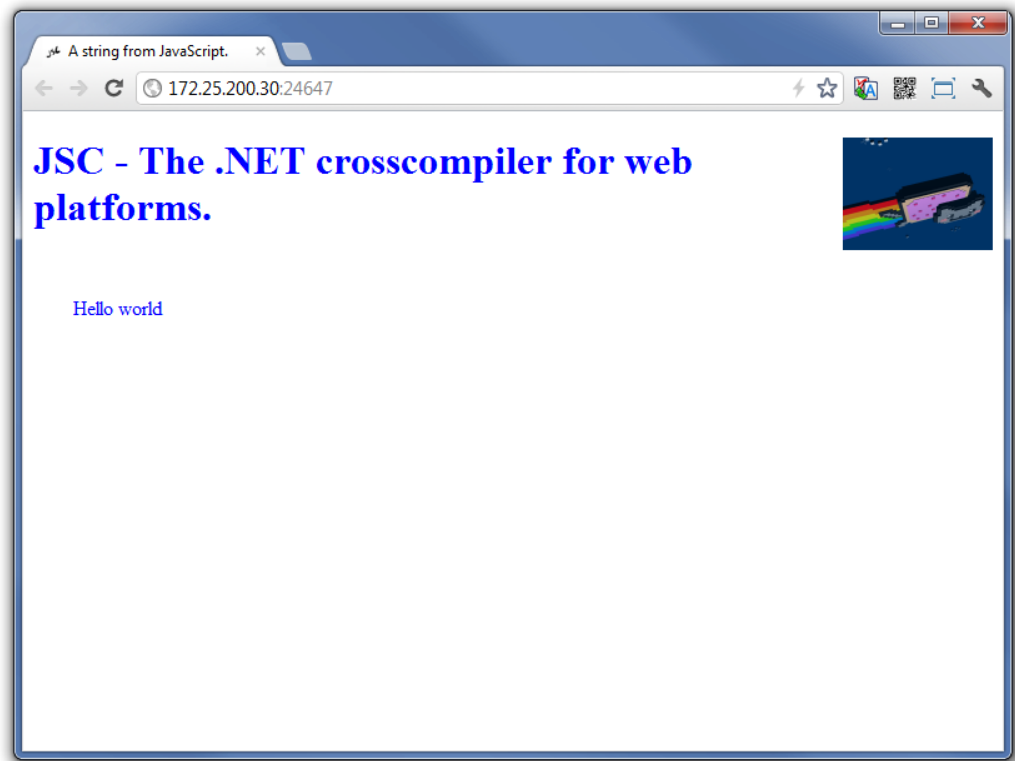 A string from JavaScript.
172.25.200.30:24647
JSC - The .NET crosscompiler for web
platforms.
Hello world